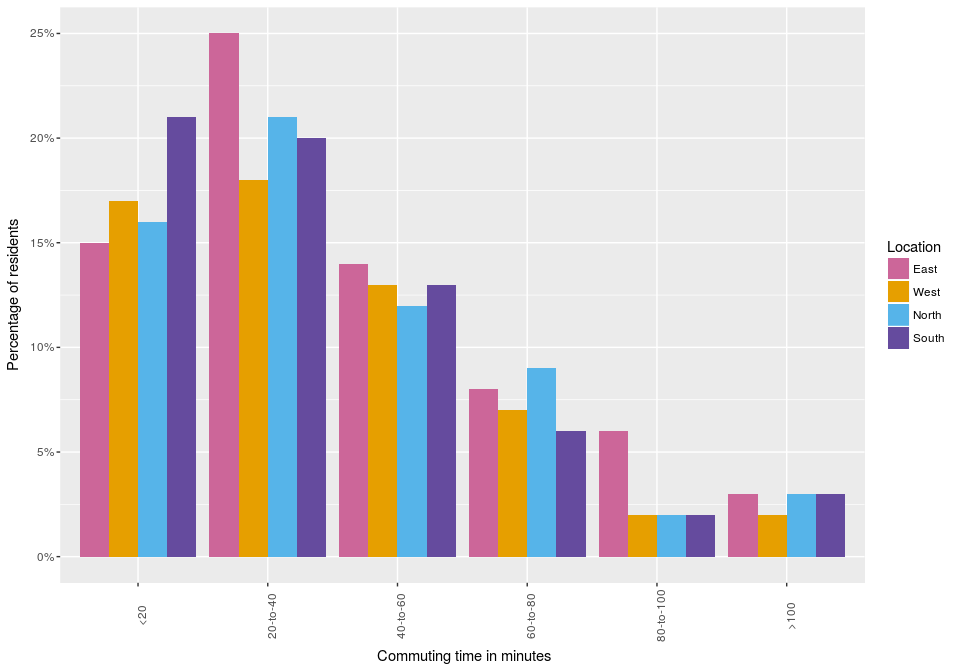 25%
20%
15%
10%
5%
0%
Percentage of residents
<20
20-to-40
40-to-60
60-to-80
80-to-100
>100
Commuting time in minutes
Location
East
West
North
South